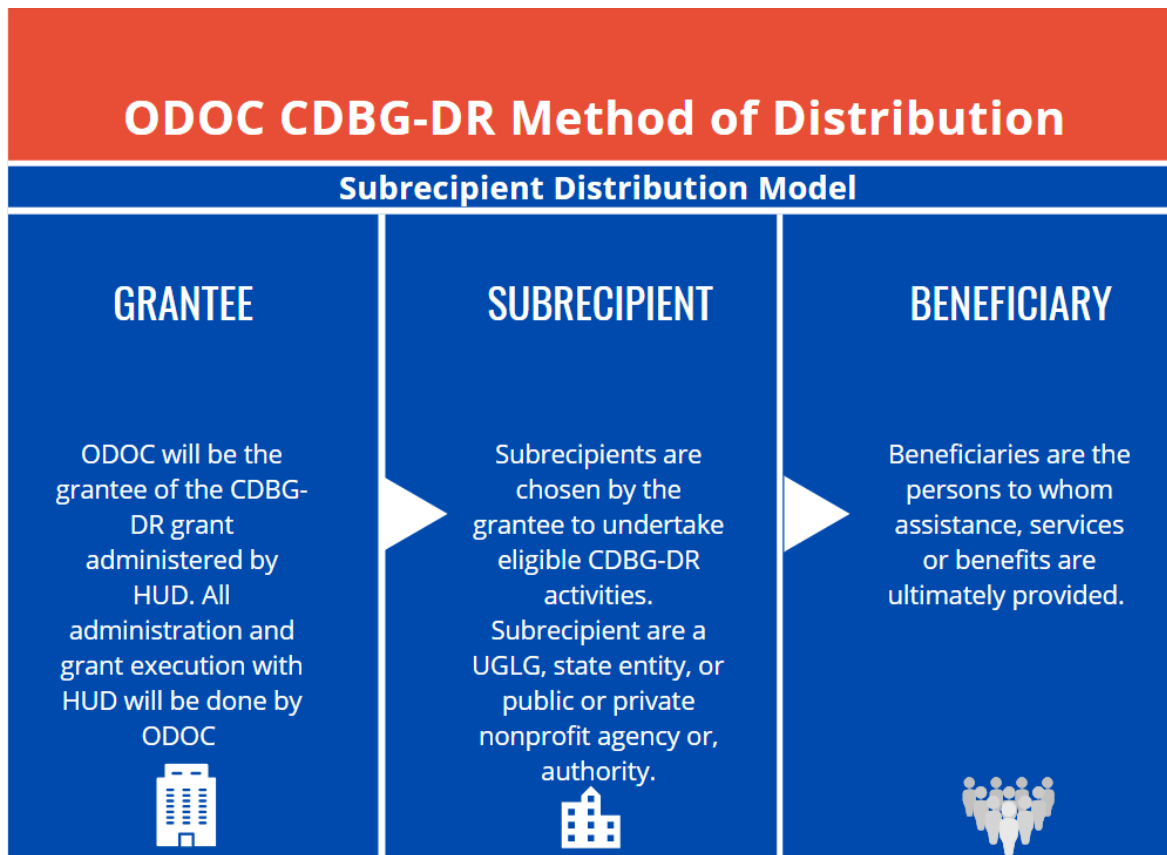 ODOC CDBG-DR Method of Distribution
Subrecipient Distribution Model
GRANTEE
ODOC will be the
grantee of the CDBG-
DR grant
administered by
HUD. All
administration and
grant execution with
HUD will be done by
ODOC
SUBRECIPIENT
Subrecipients are
chosen by the
grantee to undertake
eligible CDBG-DR
activities.
Subrecipient are a
UGLG, state entity, or
public or private
nonprofit agency or,
authority.
BENEFICIARY
Beneficiaries are the
persons to whom
assistance, services
or benefits are
ultimately provided.